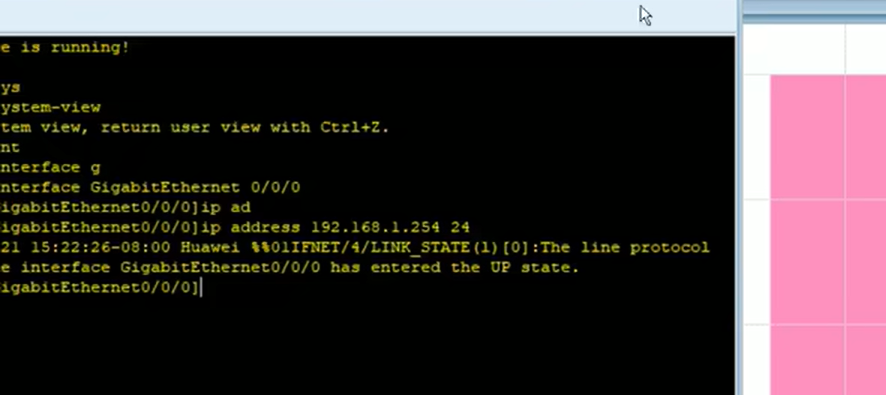 e is running!
ys
ystem-view
tem view, return user view with Ctrl+Z.
nt
nterface g
nterface GigabitEthernet 0/0/0
igabitEthernet0/0/0]ip ad
igabitEthernet0/0/0]ip address 192.168.1.254 24
21 15:22:26-08:00 Huawei %%01IFNET/4/LINK_STATE(l)[0]:The line protocol
e interface GigabitEthernet0/0/0 has entered the UP state.
igabitEthernet0/0/0]